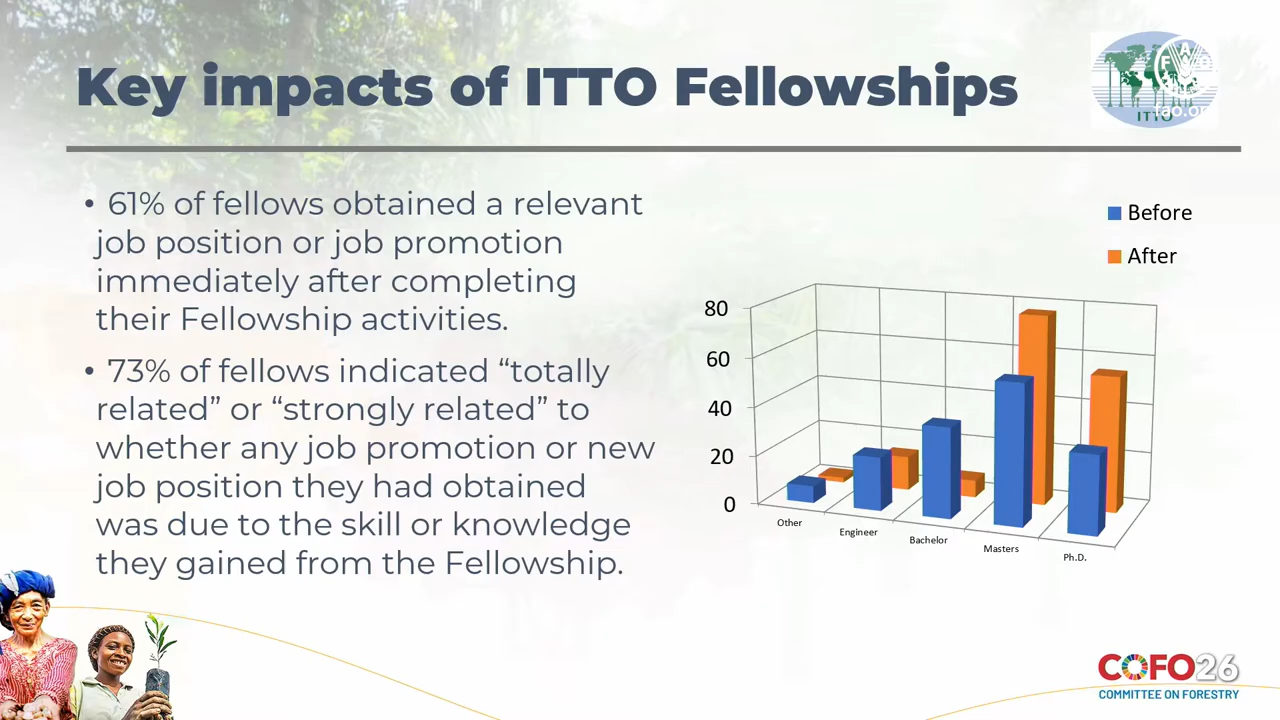 Key impacts of ITTO Fellowships
FAO
fao.o
ITTO
• 61% of fellows obtained a relevant
job position or job promotion
immediately after completing
their Fellowship activities.
• 73% of fellows indicated “totally
related” or “strongly related” to
whether any job promotion or new
job position they had obtained
was due to the skill or knowledge
they gained from the Fellowship.
Before
After
80
60
40
20
0
Other
Engineer
Bachelor
Masters
Ph.D.
COFO26
COMMITTEE ON FORESTRY